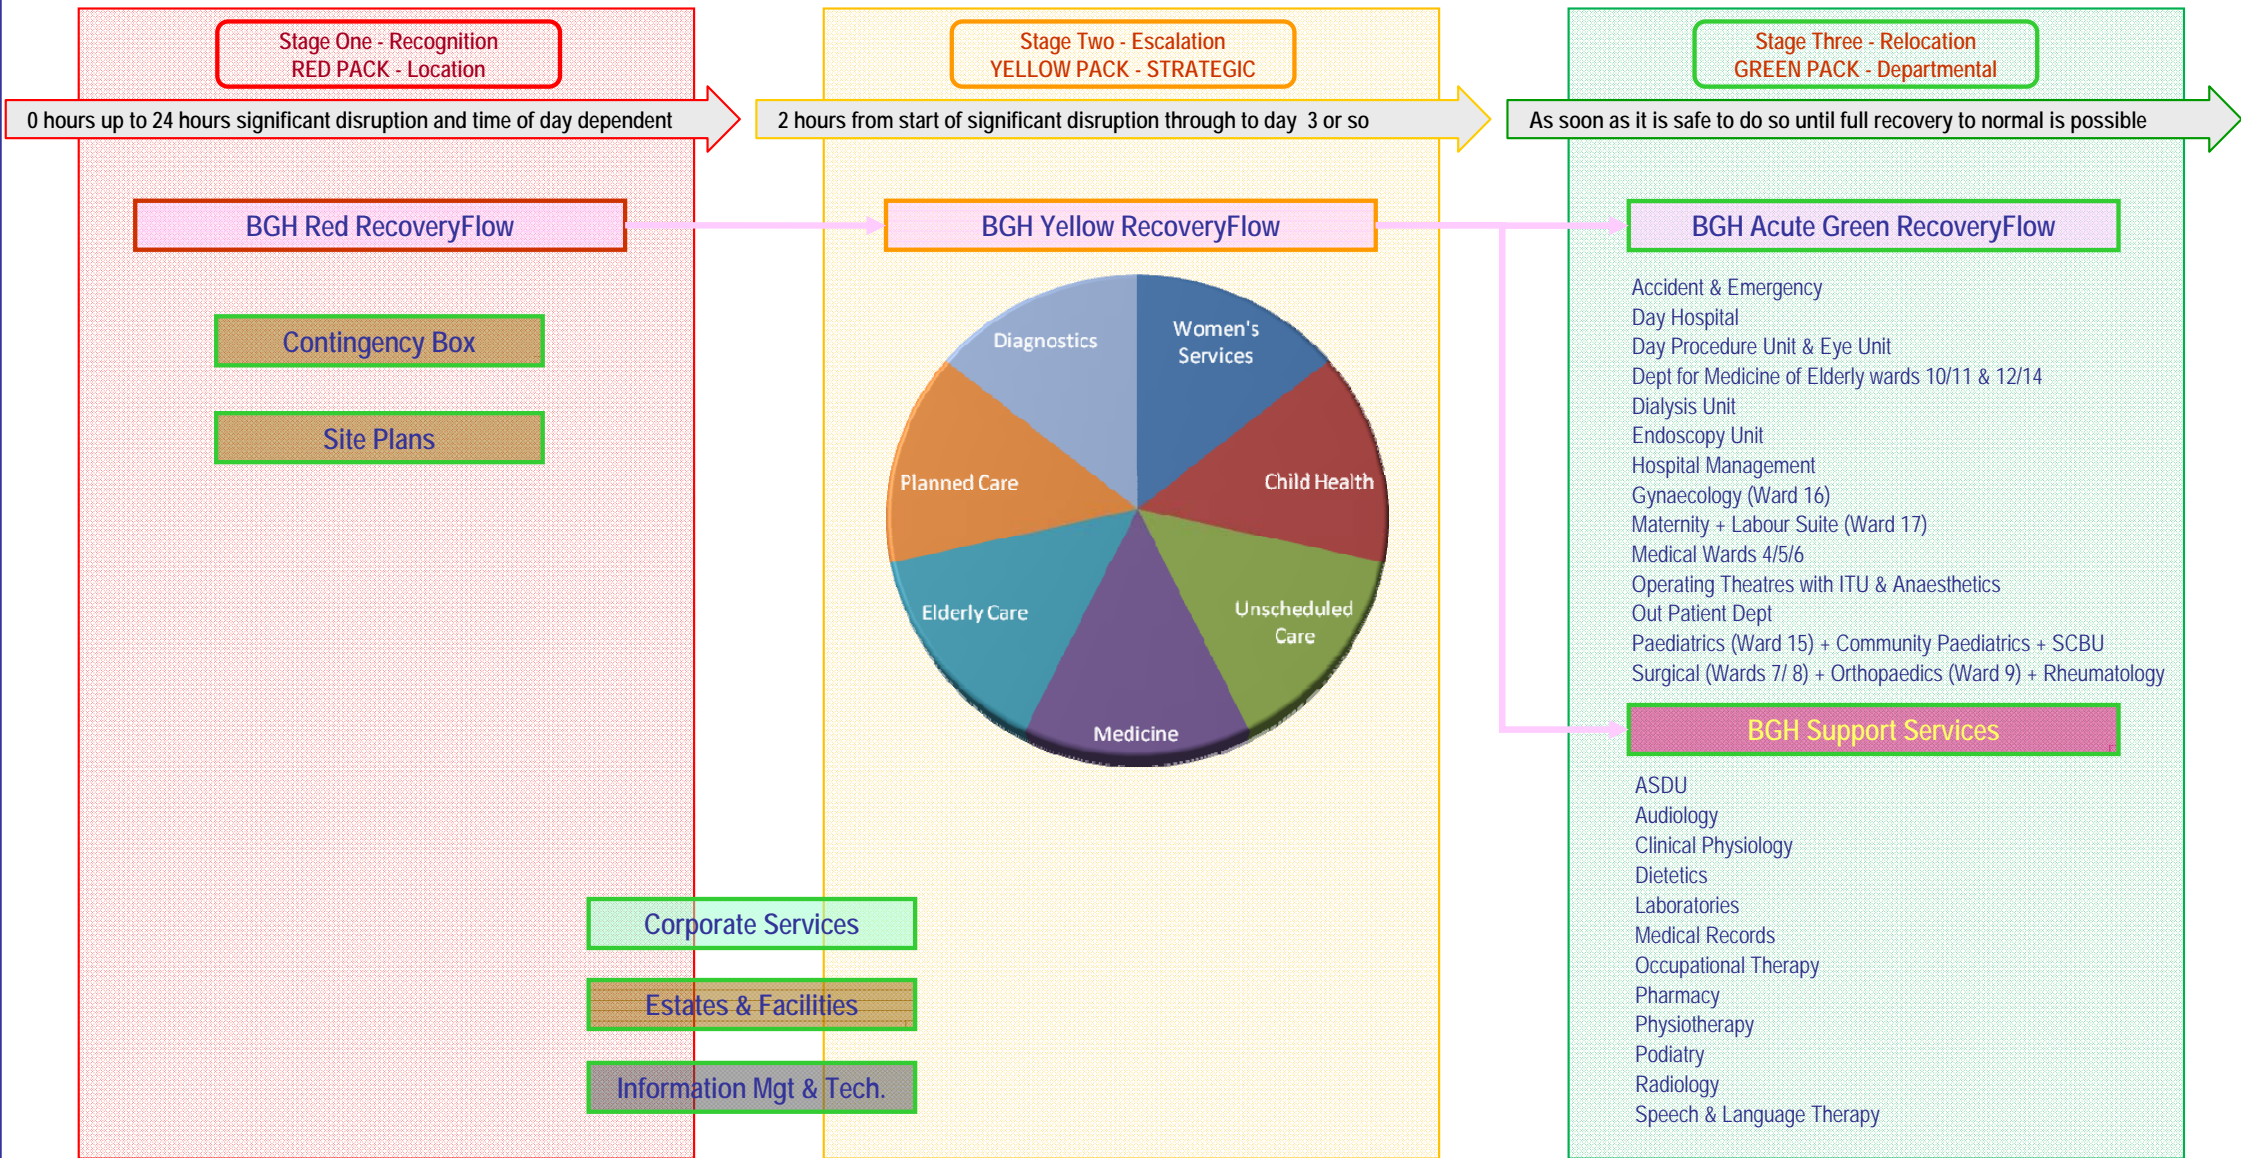 Stage One - Recognition
RED PACK - Location
0 hours up to 24 hours significant disruption and time of day dependent
BGH Red RecoveryFlow
Contingency Box
Site Plans
Stage Two - Escalation
YELLOW PACK - STRATEGIC
2 hours from start of significant disruption through to day 3 or so
BGH Yellow RecoveryFlow
Diagnostics
Women's
Services
Planned Care
Child Health
Elderly Care
Unscheduled
Care
Medicine
Corporate Services
Estates & Facilities
Information Mgt & Tech.
Stage Three - Relocation
GREEN PACK - Departmental
As soon as it is safe to do so until full recovery to normal is possible
BGH Acute Green RecoveryFlow
Accident & Emergency
Day Hospital
Day Procedure Unit & Eye Unit
Dept for Medicine of Elderly wards 10/11 & 12/14
Dialysis Unit
Endoscopy Unit
Hospital Management
Gynaecology (Ward 16)
Maternity + Labour Suite (Ward 17)
Medical Wards 4/5/6
Operating Theatres with ITU & Anaesthetics
Out Patient Dept
Paediatrics (Ward 15) + Community Paediatrics + SCBU
Surgical (Wards 7/ 8) + Orthopaedics (Ward 9) + Rheumatology
BGH Support Services
ASDU
Audiology
Clinical Physiology
Dietetics
Laboratories
Medical Records
Occupational Therapy
Pharmacy
Physiotherapy
Podiatry
Radiology
Speech & Language Therapy